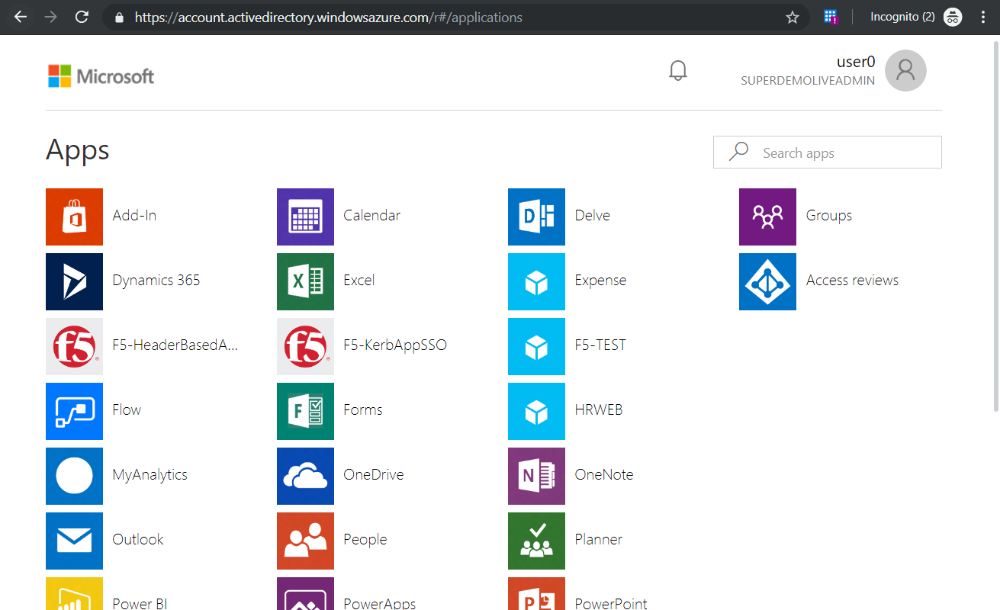 https://account.activedirectory.windowsazure.com/r#/applications
Incognito (2)
Microsoft
user0
SUPERDEMOLIVEADMIN
Apps
Search apps
Add-In
Calendar
Delve
Groups
Dynamics 365
Excel
Expense
Access reviews
F5-HeaderBasedA...
F5-KerbAppSSO
F5-TEST
Flow
Forms
HRWEB
MyAnalytics
OneDrive
OneNote
Outlook
People
Planner
Power BI
PowerApps
PowerPoint